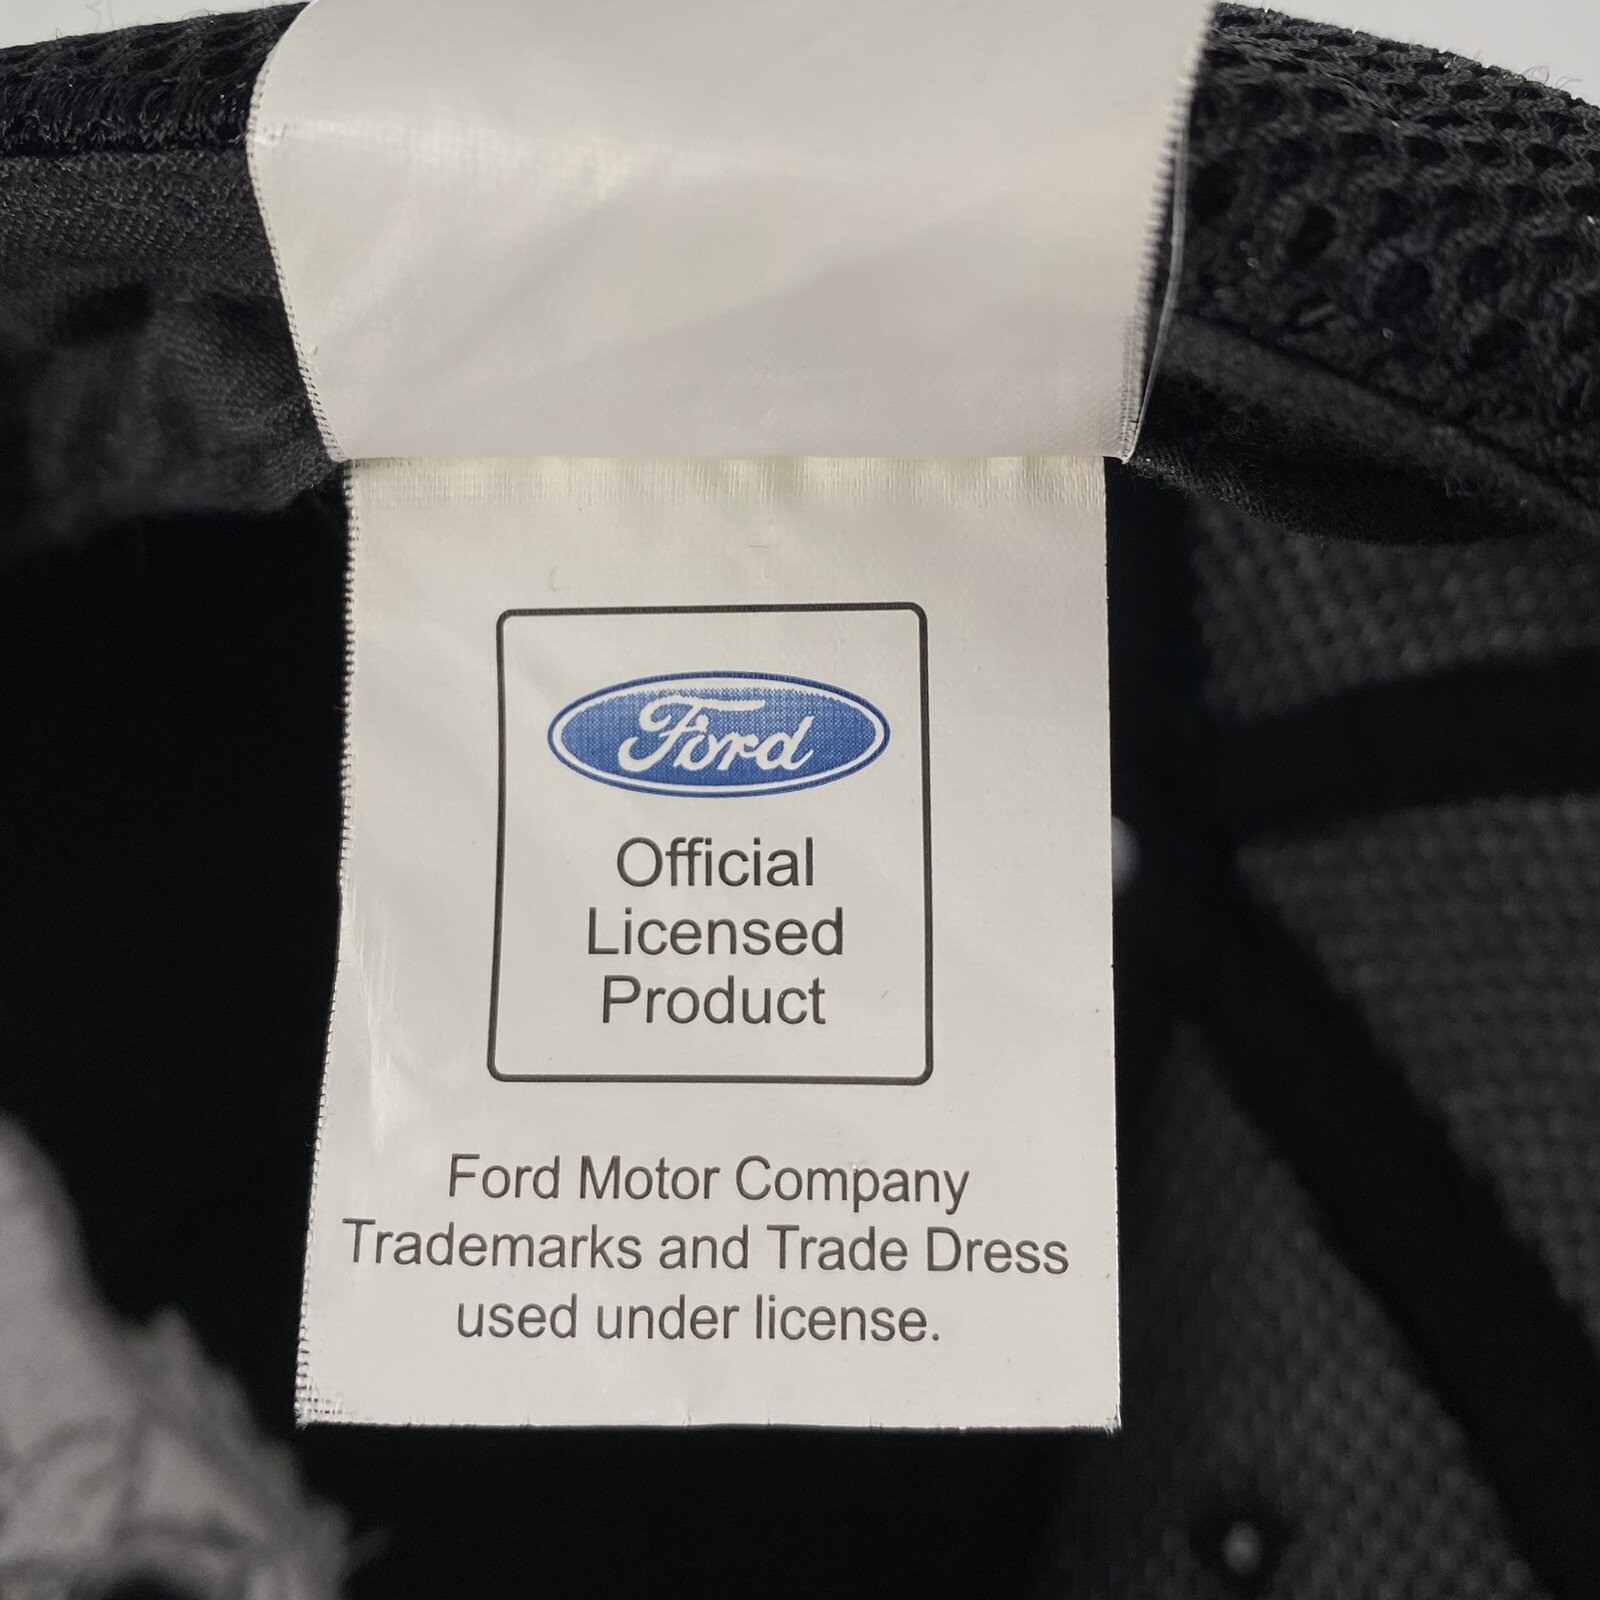 Ford
Official
Licensed
Product
Ford Motor Company
Trademarks and Trade Dress
used under license.